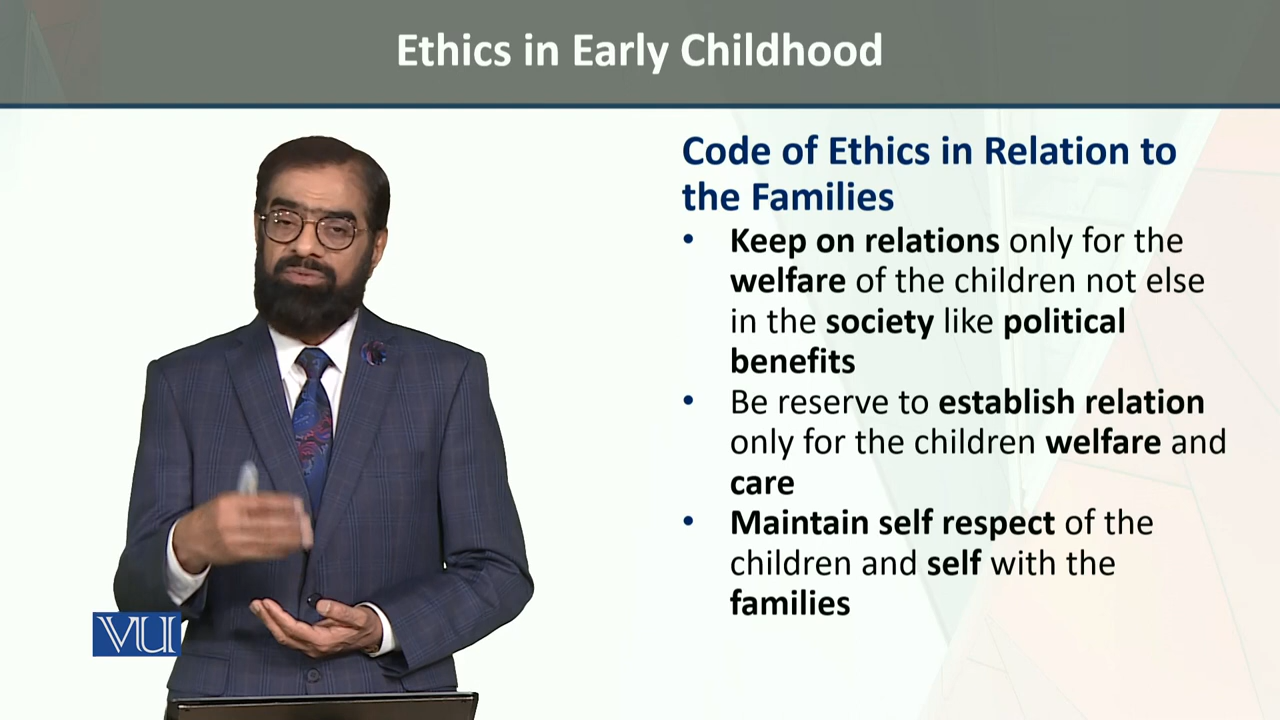 Ethics in Early Childhood
Code of Ethics in Relation to
the Families
• Keep on relations only for the
welfare of the children not else
in the society like political
benefits
• Be reserve to establish relation
only for the children welfare and
care
• Maintain self respect of the
children and self with the
families
VU